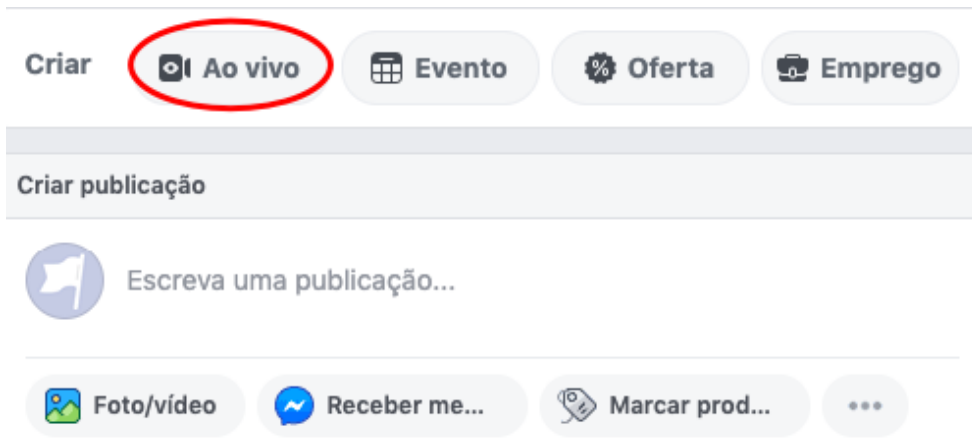 Criar Ao vivo Evento Oferta Emprego
Criar publicação
Escreva uma publicação...
Foto/vídeo Receber me... Marcar prod...